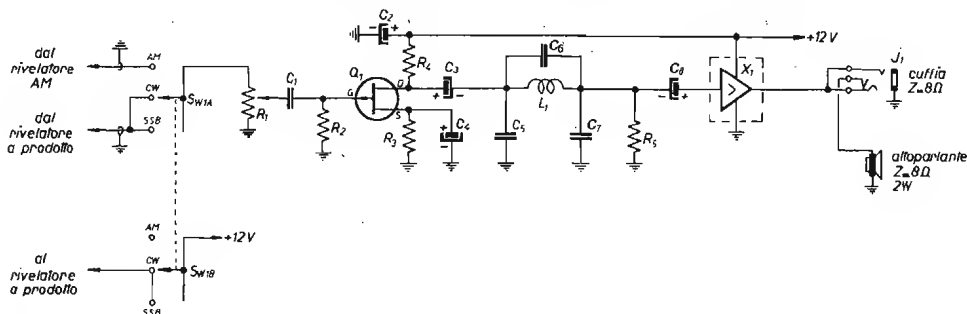 dal
rivelatore
AM
AM
CW
SSB
SW1A
dal
rivelatore
a prodotto
R1
C1
R2
Q1
G
D
S
C2
+
-
R4
C3
+
-
R3
C4
+
-
C5
C6
L1
C7
R5
C8
-
+
X1
+12V
J1
cuffia
Z=8Ω
altoparlante
Z=8Ω
2W
AM
+12V
al
rivelatore
a prodotto
CW
SW1B
SSB